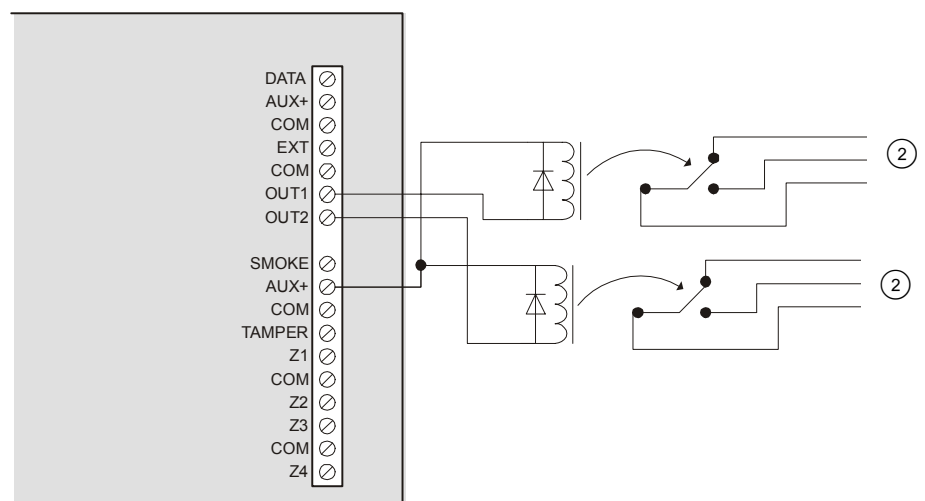 DATA
AUX+
COM
EXT
COM
OUT1
OUT2
SMOKE
AUX+
COM
TAMPER
Z1
COM
Z2
Z3
COM
Z4
2
2